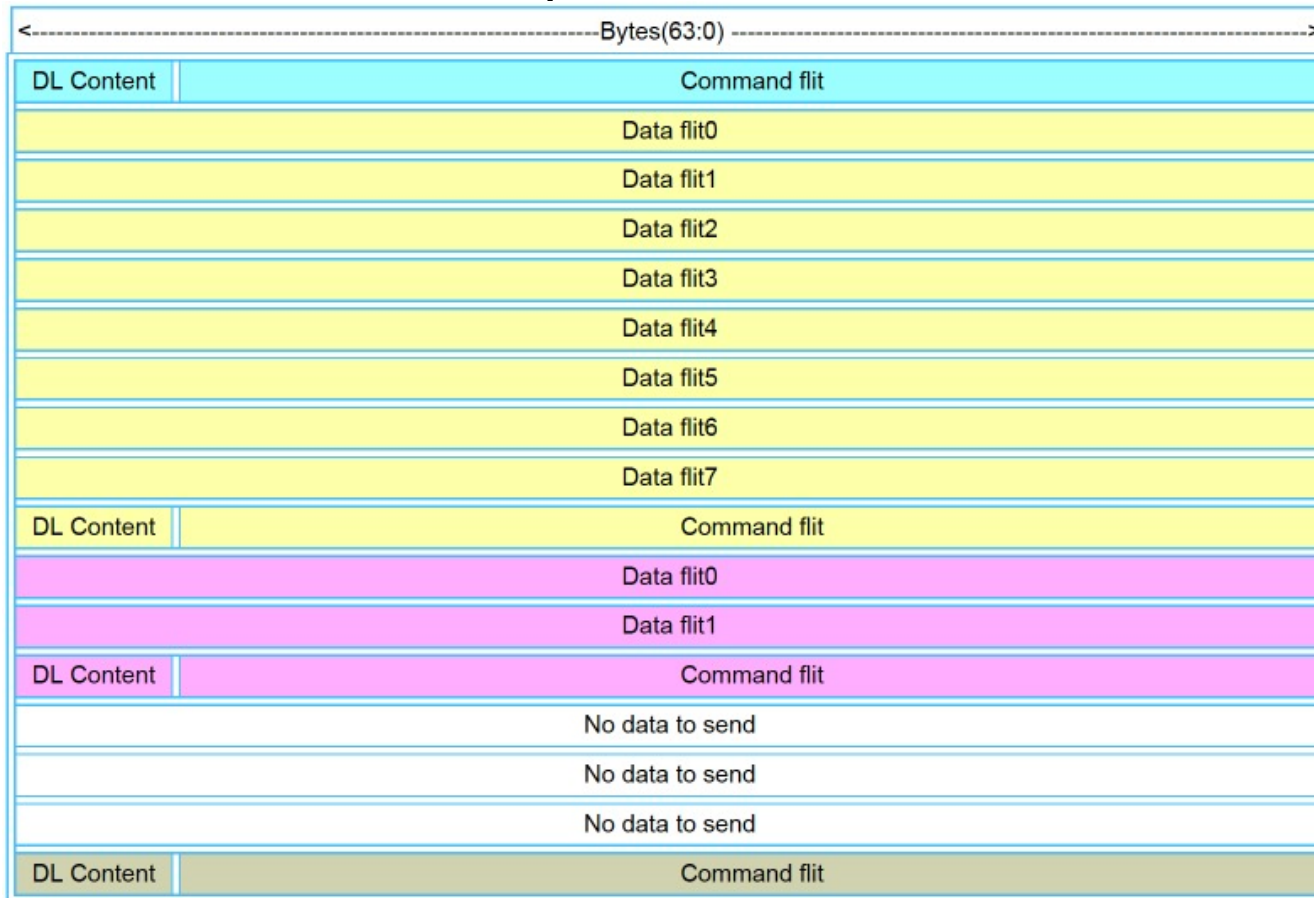 <-----------------------------------------------------------------------Bytes(63:0) ------------------------------------------------------------------------>
DL Content Command flit
Data flit0
Data flit1
Data flit2
Data flit3
Data flit4
Data flit5
Data flit6
Data flit7
DL Content Command flit
Data flit0
Data flit1
DL Content Command flit
No data to send
No data to send
No data to send
DL Content Command flit